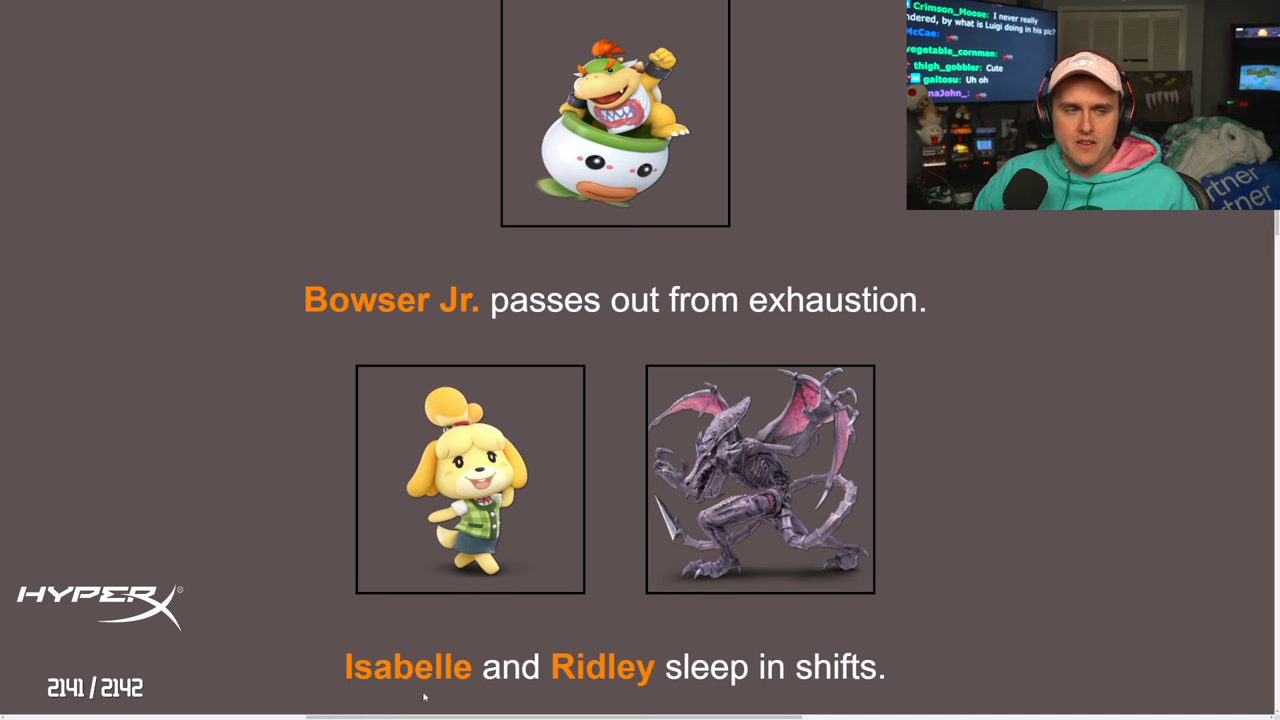 Crimson_Moose: I never really
ndered, by what is Luigi doing in his pic?
McCae:
vegetable_cornman:
thigh_gobbler: Cute
galtosu: Uh oh
naJohn_:
rtner
rtner
Bowser Jr. passes out from exhaustion.
Isabelle and Ridley sleep in shifts.
HYPERX
2141 / 2142